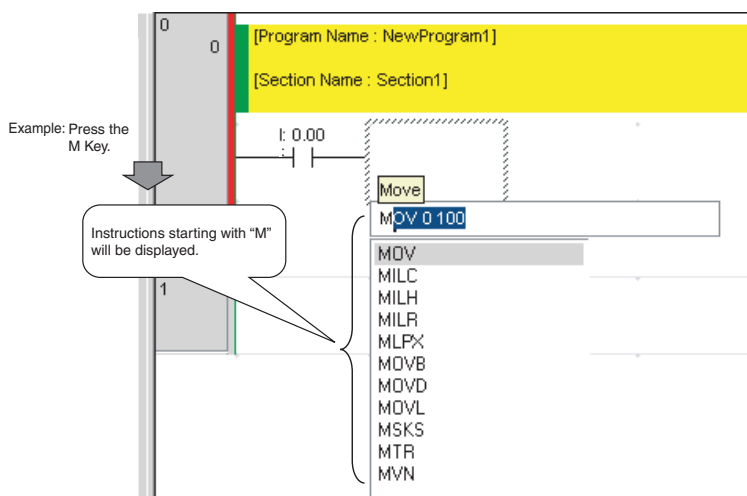 0
0
[Program Name : NewProgram1]
[Section Name : Section1]
Example: Press the
M Key.
I: 0.00
Move
MOV 0 100
Instructions starting with “M”
will be displayed.
MOV
MILC
MILH
MILR
MLPX
MOVB
MOVD
MOVL
MSKS
MTR
MVN
1